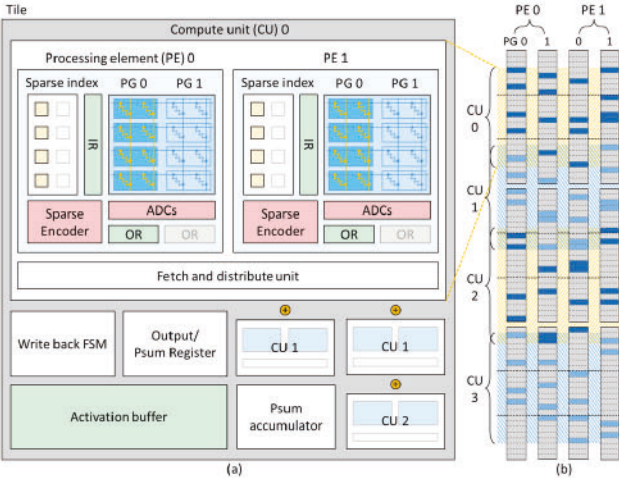 Tile
Compute unit (CU) 0
Processing element (PE) 0
PE 1
Sparse index
PG 0
PG 1
IR
Sparse
Encoder
ADCs
OR
OR
Sparse index
PG 0
PG 1
IR
Sparse
Encoder
ADCs
OR
OR
Fetch and distribute unit
Write back FSM
Output/
Psum Register
CU 1
CU 1
Activation buffer
Psum
accumulator
CU 2
(a)
PE 0
PE 1
PG 0
1
0
1
CU
0
CU
1
CU
2
CU
3
(b)